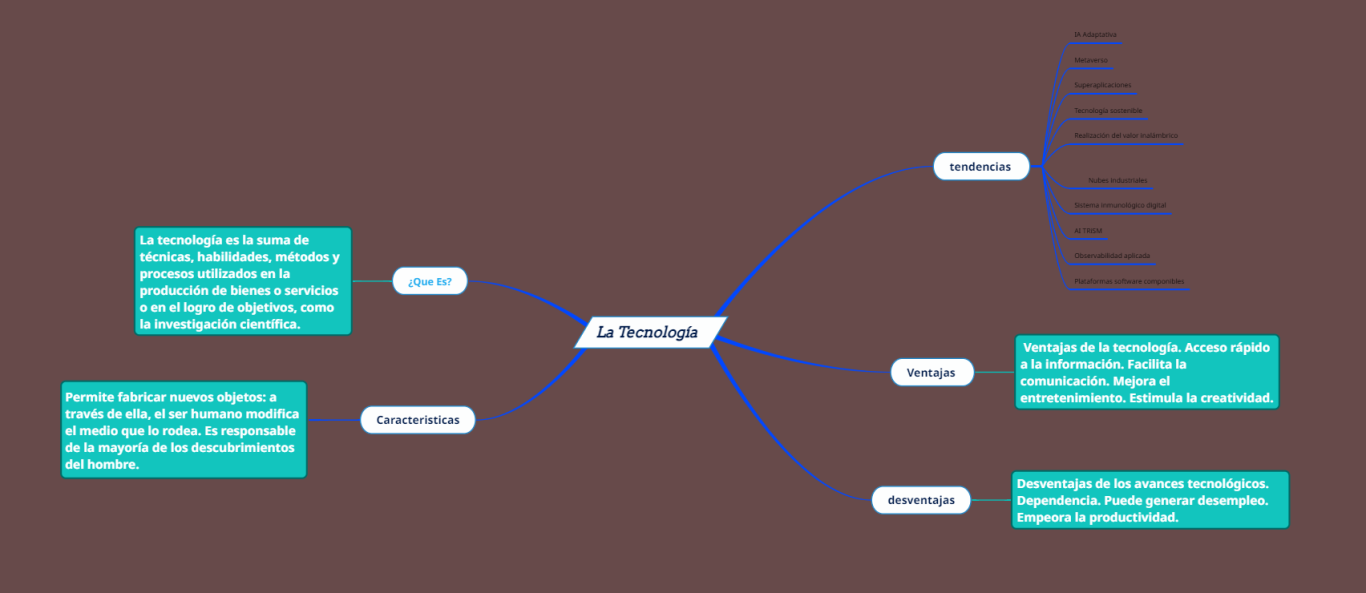 La Tecnología
¿Que Es?
La tecnología es la suma de
técnicas, habilidades, métodos y
procesos utilizados en la
producción de bienes o servicios
o en el logro de objetivos, como
la investigación científica.
Caracteristicas
Permite fabricar nuevos objetos: a
través de ella, el ser humano modifica
el medio que lo rodea. Es responsable
de la mayoría de los descubrimientos
del hombre.
tendencias
IA Adaptativa
Metaverso
Superaplicaciones
Tecnología sostenible
Realización del valor inalámbrico
Nubes industriales
Sistema inmunológico digital
AI TRiSM
Observabilidad aplicada
Plataformas software componibles
Ventajas
Ventajas de la tecnología. Acceso rápido
a la información. Facilita la
comunicación. Mejora el
entretenimiento. Estimula la creatividad.
desventajas
Desventajas de los avances tecnológicos.
Dependencia. Puede generar desempleo.
Empeora la productividad.